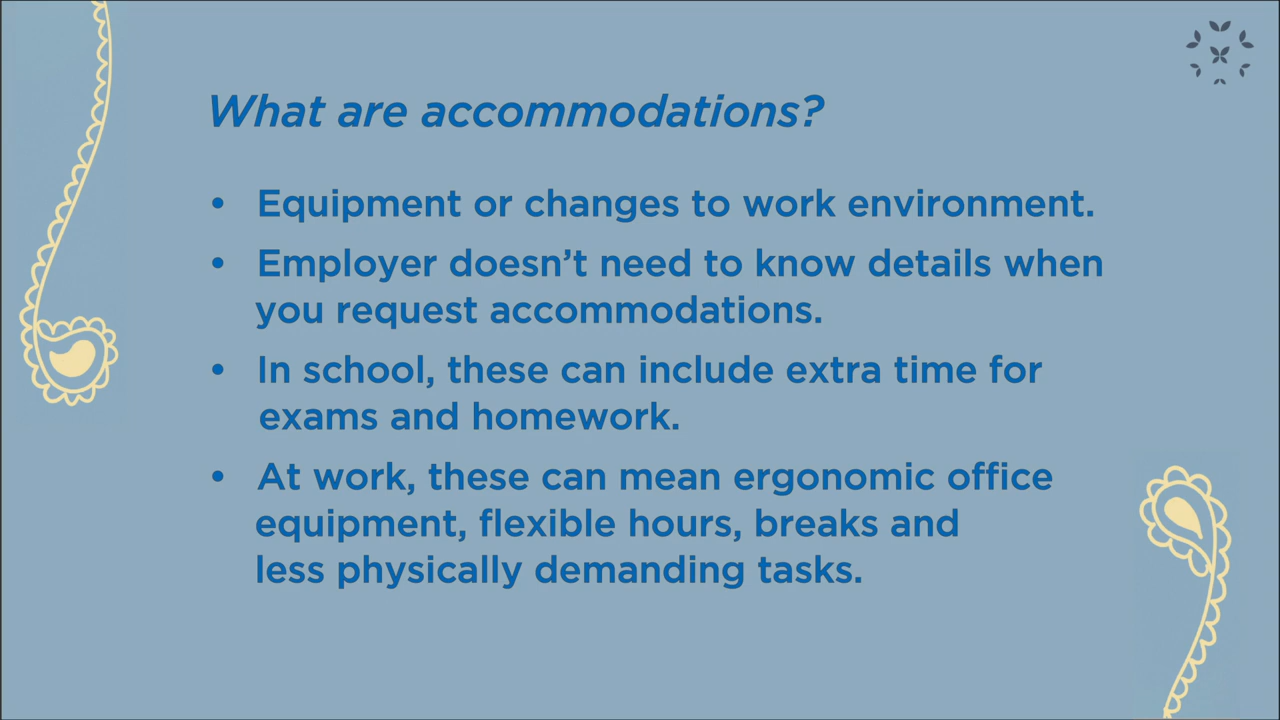 What are accommodations?
• Equipment or changes to work environment.
• Employer doesn’t need to know details when
you request accommodations.
• In school, these can include extra time for
exams and homework.
• At work, these can mean ergonomic office
equipment, flexible hours, breaks and
less physically demanding tasks.